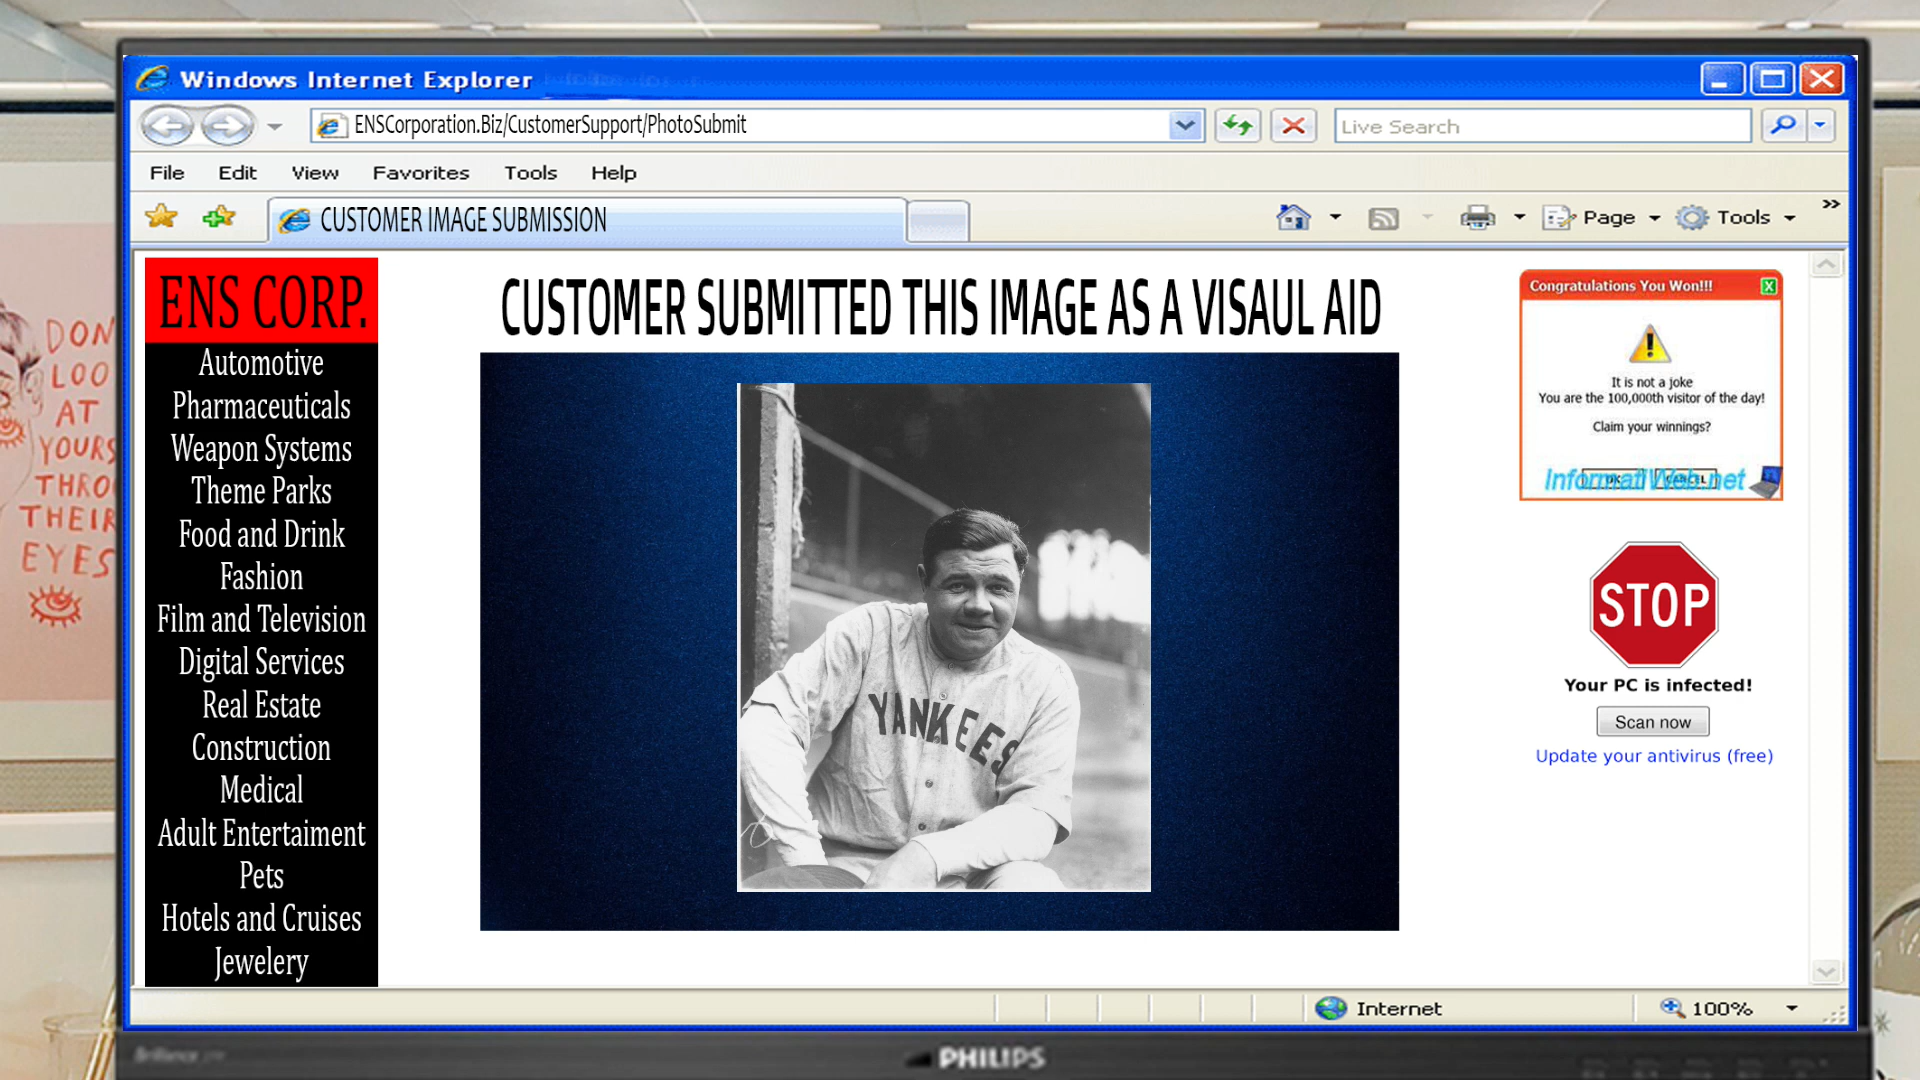 Windows Internet Explorer
ENSCorporation.Biz/CustomerSupport/PhotoSubmit
Live Search
File Edit View Favorites Tools Help
CUSTOMER IMAGE SUBMISSION
Page Tools »
ENS CORP.
Automotive
Pharmaceuticals
Weapon Systems
Theme Parks
Food and Drink
Fashion
Film and Television
Digital Services
Real Estate
Construction
Medical
Adult Entertaiment
Pets
Hotels and Cruises
Jewelery
CUSTOMER SUBMITTED THIS IMAGE AS A VISAUL AID
YANKEES
Congratulations You Won!!!
X
It is not a joke
You are the 100,000th visitor of the day!
Claim your winnings?
InformatiWeb.net
STOP
Your PC is infected!
Scan now
Update your antivirus (free)
Internet
100%
DON
LOO
AT
YOURS
THRO
THEIR
EYES
Brilliance
PHILIPS